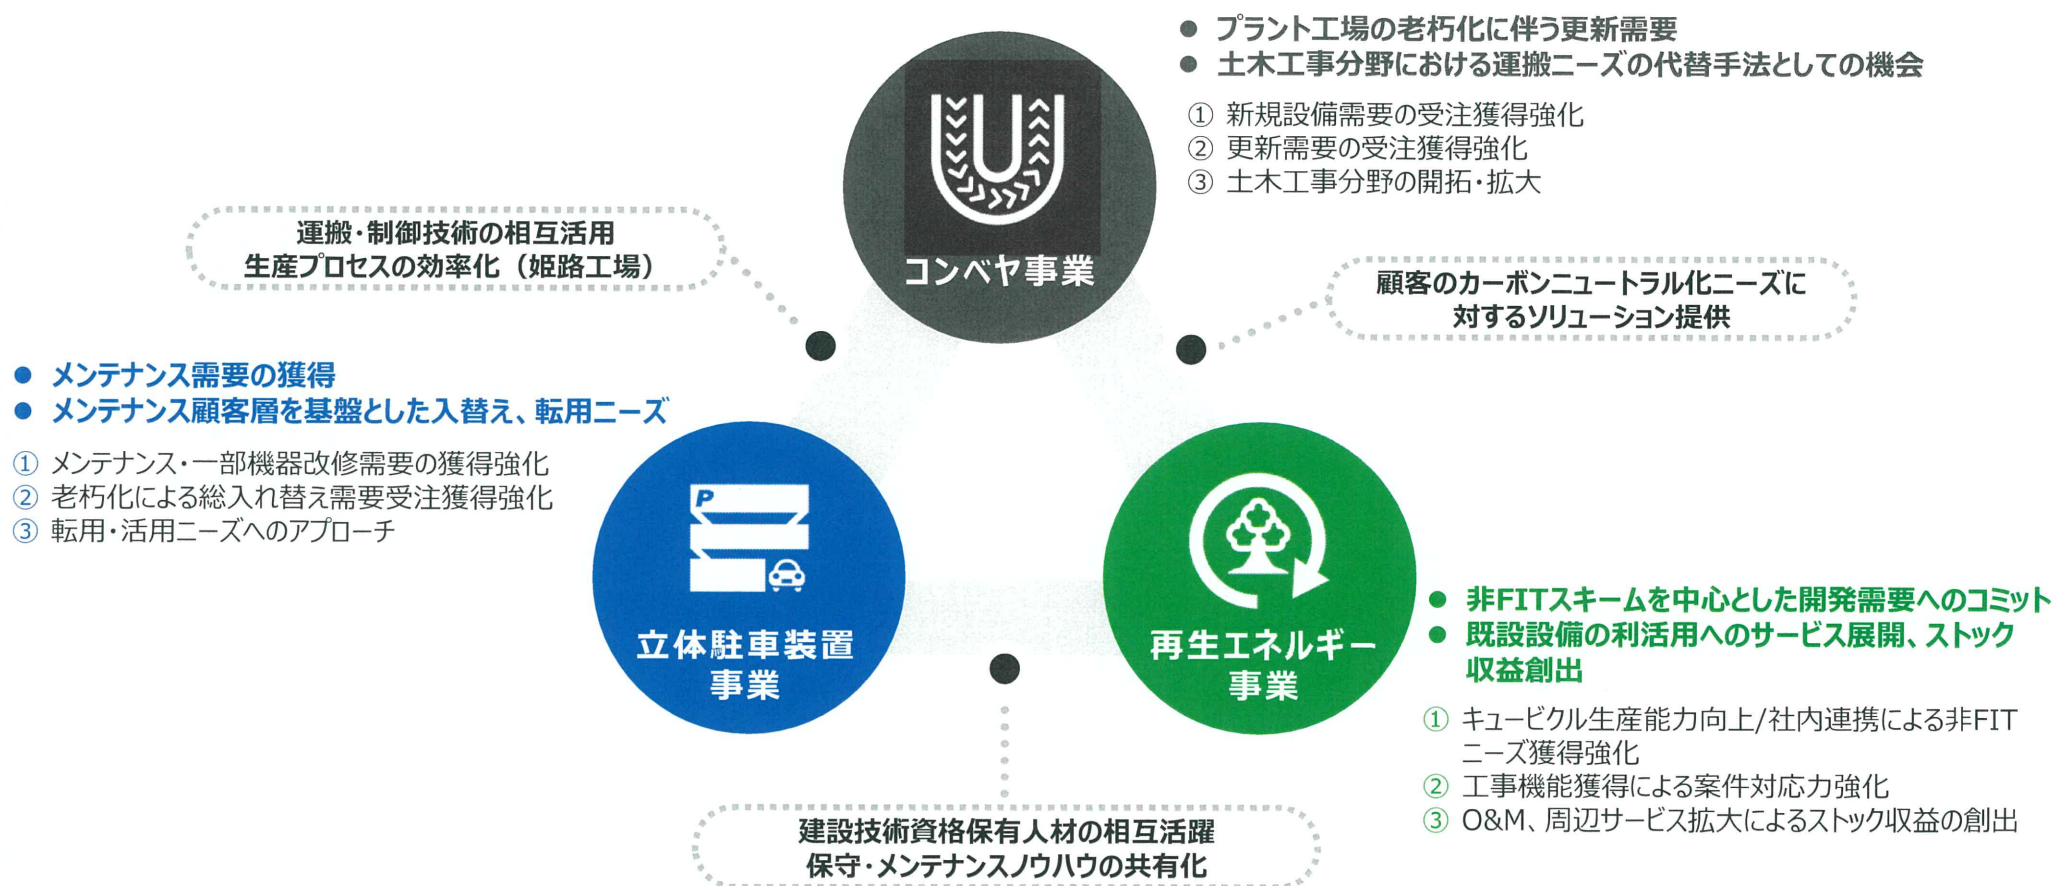 ● プラント工場の老朽化に伴う更新需要
● 土木工事分野における運搬ニーズの代替手法としての機会
① 新規設備需要の受注獲得強化
② 更新需要の受注獲得強化
③ 土木工事分野の開拓・拡大
コンベヤ事業
運搬・制御技術の相互活用
生産プロセスの効率化（姫路工場）
顧客のカーボンニュートラル化ニーズに
対するソリューション提供
● メンテナンス需要の獲得
● メンテナンス顧客層を基盤とした入替え、転用ニーズ
① メンテナンス・一部機器改修需要の獲得強化
② 老朽化による総入れ替え需要受注獲得強化
③ 転用・活用ニーズへのアプローチ
P
立体駐車装置
事業
再生エネルギー
事業
● 非FITスキームを中心とした開発需要へのコミット
● 既設設備の利活用へのサービス展開、ストック
収益創出
① キュービクル生産能力向上/社内連携による非FIT
ニーズ獲得強化
② 工事機能獲得による案件対応力強化
③ O&M、周辺サービス拡大によるストック収益の創出
建設技術資格保有人材の相互活躍
保守・メンテナンスノウハウの共有化